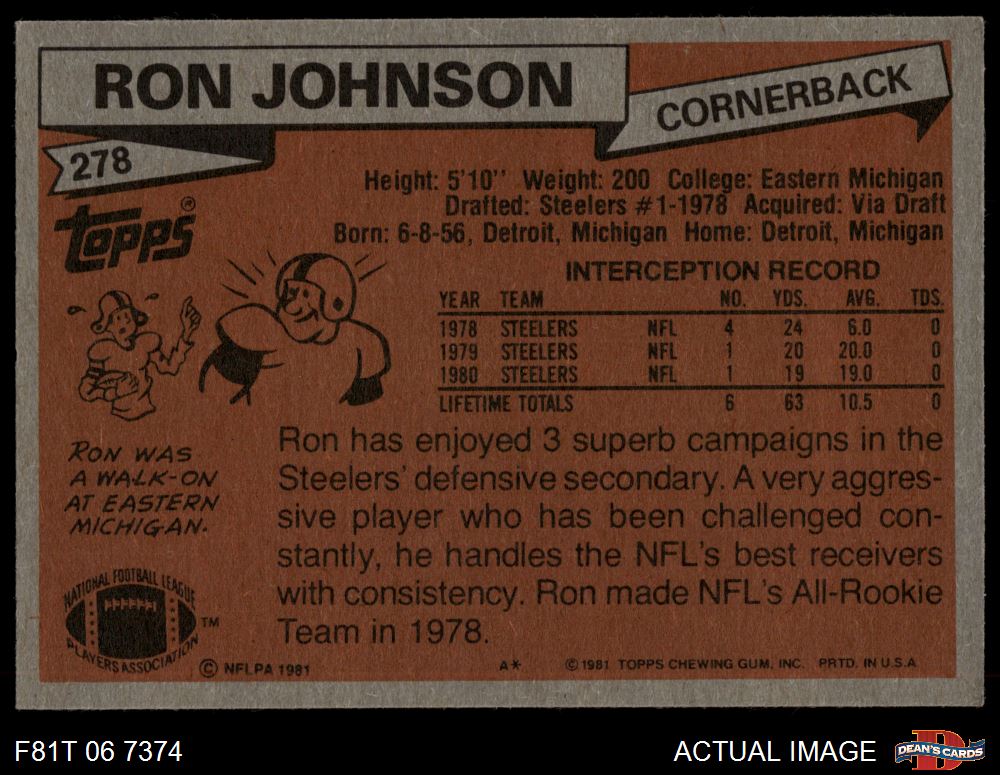 RON JOHNSON
CORNERBACK
278
topps®
Height: 5'10'' Weight: 200 College: Eastern Michigan
Drafted: Steelers #1-1978 Acquired: Via Draft
Born: 6-8-56, Detroit, Michigan Home: Detroit, Michigan
INTERCEPTION RECORD
YEAR TEAM NO. YDS. AVG. TDS.
1978 STEELERS NFL 4 24 6.0 0
1979 STEELERS NFL 1 20 20.0 0
1980 STEELERS NFL 1 19 19.0 0
LIFETIME TOTALS 6 63 10.5 0
RON WAS
A WALK-ON
AT EASTERN
MICHIGAN.
Ron has enjoyed 3 superb campaigns in the
Steelers' defensive secondary. A very aggres-
sive player who has been challenged con-
stantly, he handles the NFL's best receivers
with consistency. Ron made NFL's All-Rookie
Team in 1978.
NATIONAL FOOTBALL LEAGUE
PLAYERS ASSOCIATION
TM
© NFLPA 1981
A*
© 1981 TOPPS CHEWING GUM, INC. PRTD. IN U.S.A.
F81T 06 7374
ACTUAL IMAGE
D
DEAN'S CARDS